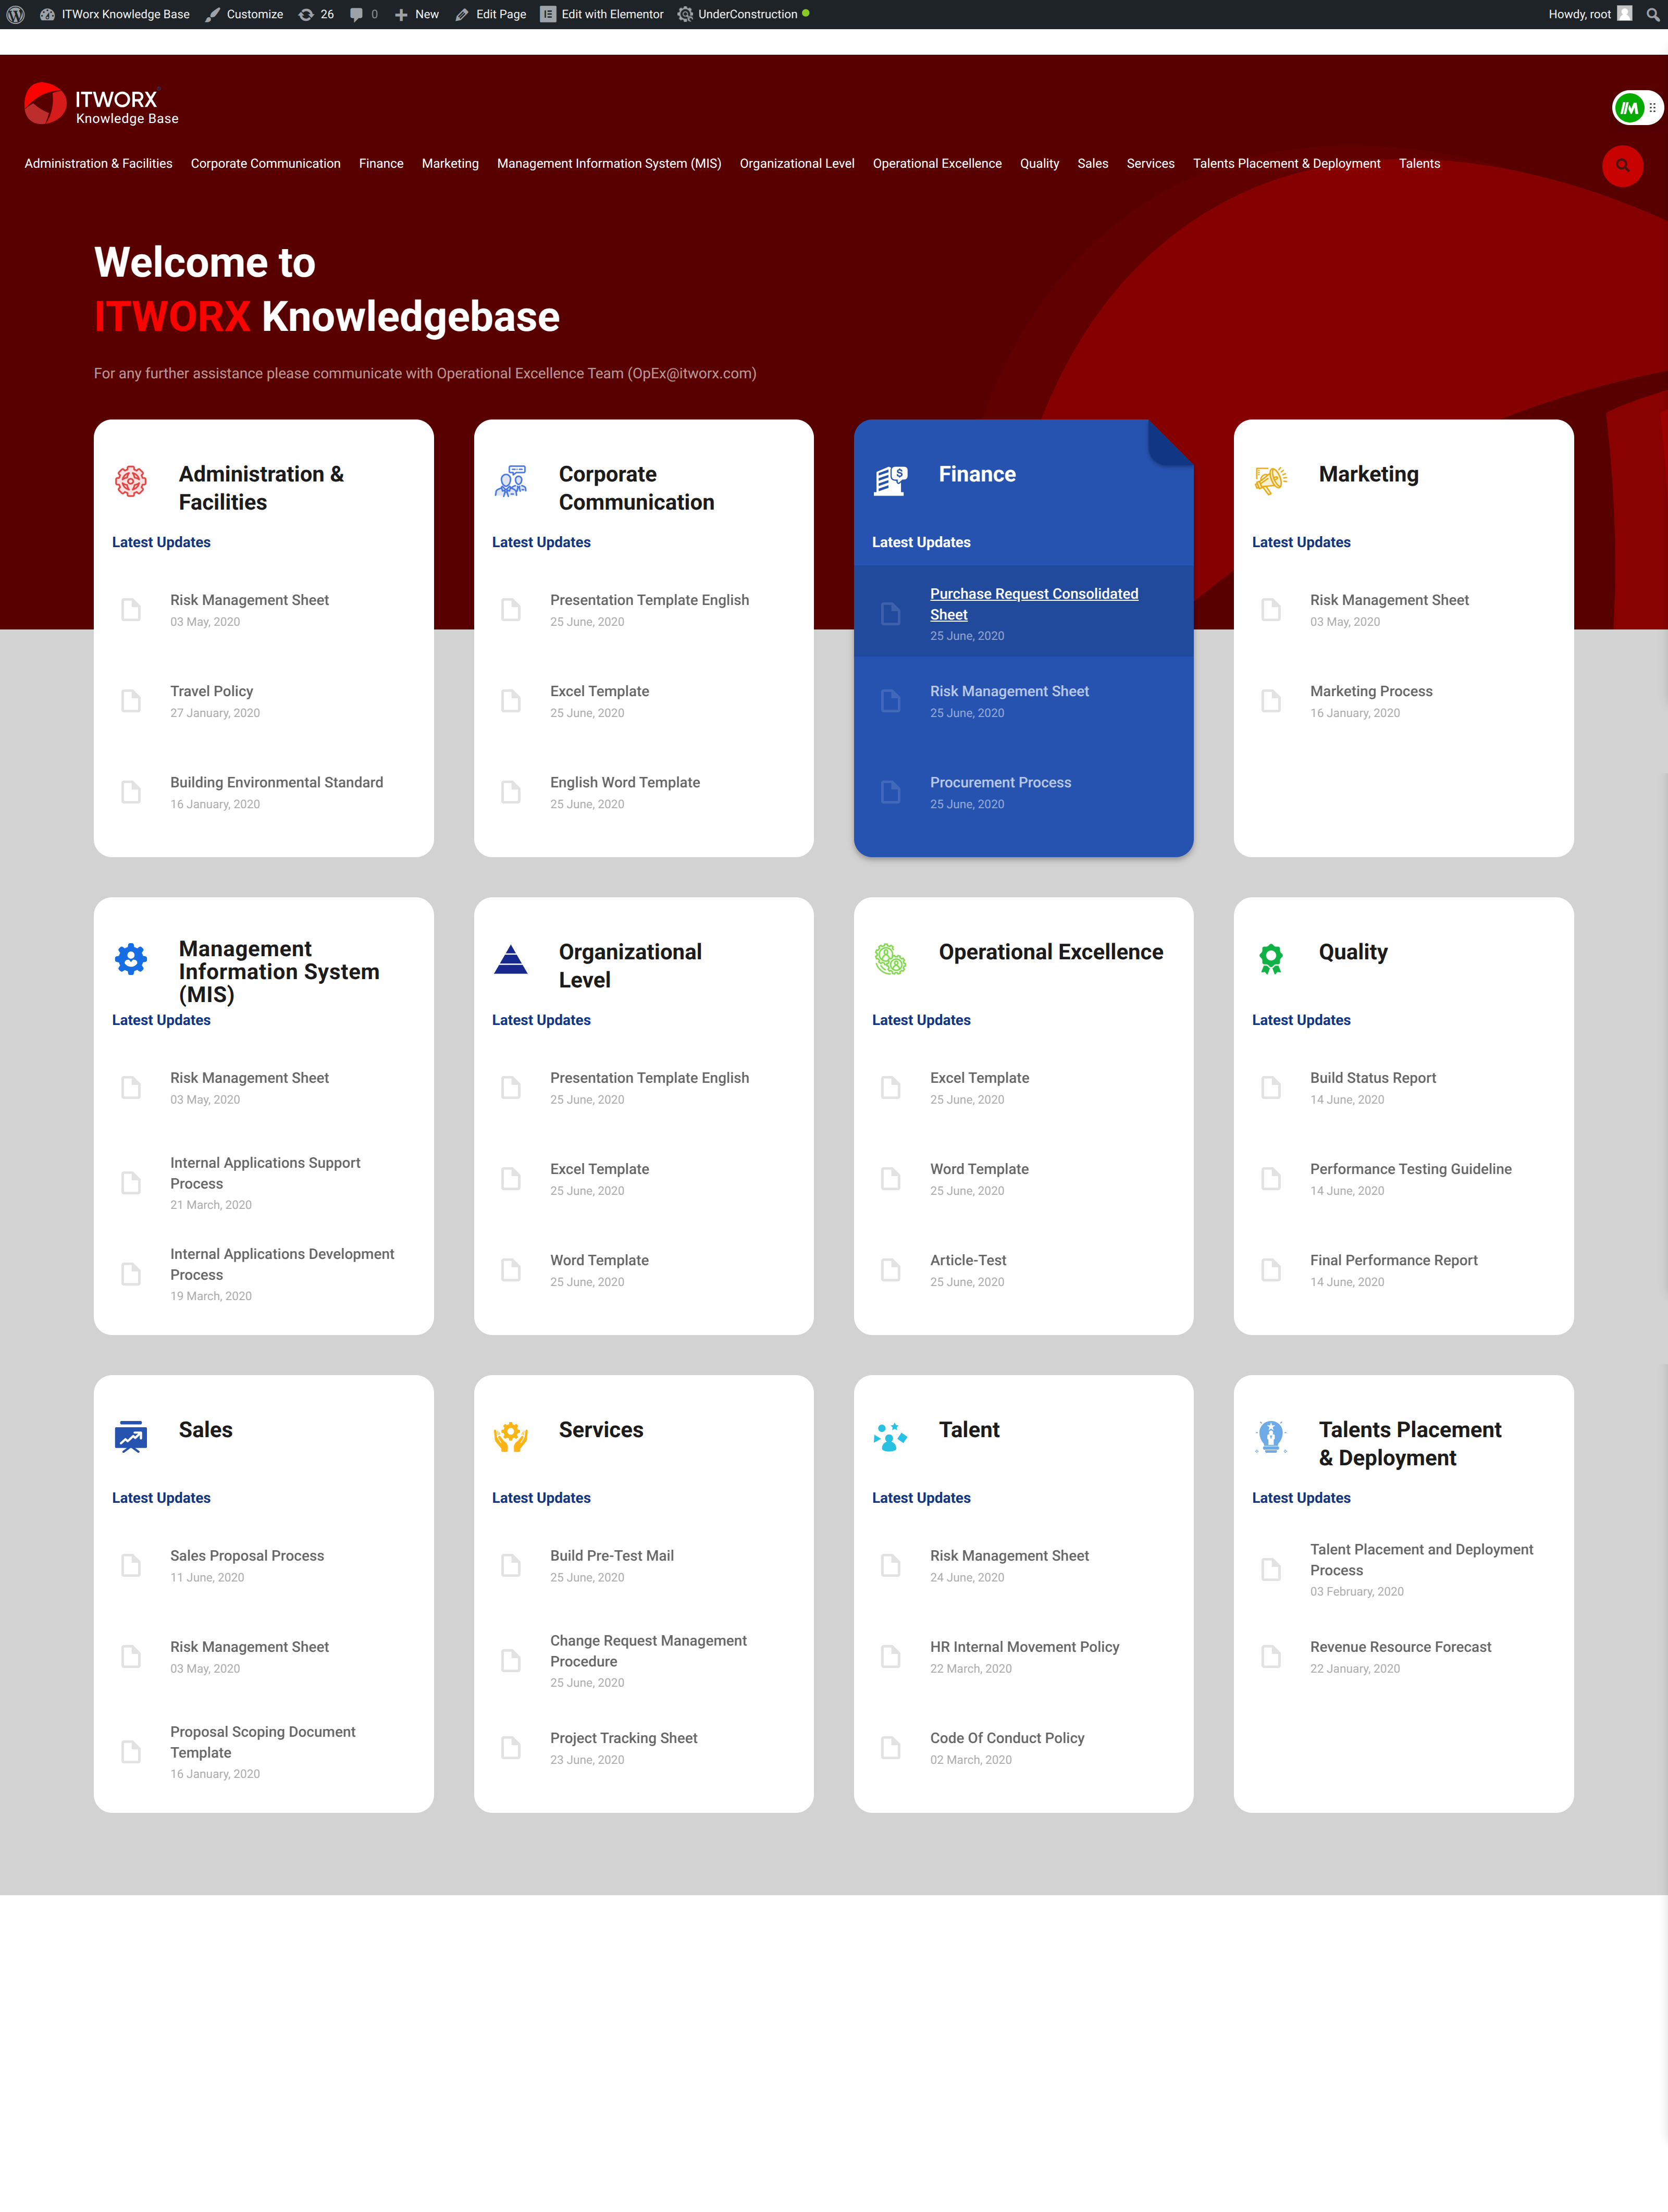 ITWorx Knowledge Base Customize 26 0 New Edit Page Edit with Elementor UnderConstruction Howdy, root
ITWORX
Knowledge Base
Administration & Facilities Corporate Communication Finance Marketing Management Information System (MIS) Organizational Level Operational Excellence Quality Sales Services Talents Placement & Deployment Talents
Welcome to
ITWORX Knowledgebase
For any further assistance please communicate with Operational Excellence Team (OpEx@itworx.com)
Administration &
Facilities
Latest Updates
Risk Management Sheet
03 May, 2020
Travel Policy
27 January, 2020
Building Environmental Standard
16 January, 2020
Corporate
Communication
Latest Updates
Presentation Template English
25 June, 2020
Excel Template
25 June, 2020
English Word Template
25 June, 2020
Finance
Latest Updates
Purchase Request Consolidated
Sheet
25 June, 2020
Risk Management Sheet
25 June, 2020
Procurement Process
25 June, 2020
Marketing
Latest Updates
Risk Management Sheet
03 May, 2020
Marketing Process
16 January, 2020
Management
Information System
(MIS)
Latest Updates
Risk Management Sheet
03 May, 2020
Internal Applications Support
Process
21 March, 2020
Internal Applications Development
Process
19 March, 2020
Organizational
Level
Latest Updates
Presentation Template English
25 June, 2020
Excel Template
25 June, 2020
Word Template
25 June, 2020
Operational Excellence
Latest Updates
Excel Template
25 June, 2020
Word Template
25 June, 2020
Article-Test
25 June, 2020
Quality
Latest Updates
Build Status Report
14 June, 2020
Performance Testing Guideline
14 June, 2020
Final Performance Report
14 June, 2020
Sales
Latest Updates
Sales Proposal Process
11 June, 2020
Risk Management Sheet
03 May, 2020
Proposal Scoping Document
Template
16 January, 2020
Services
Latest Updates
Build Pre-Test Mail
25 June, 2020
Change Request Management
Procedure
25 June, 2020
Project Tracking Sheet
23 June, 2020
Talent
Latest Updates
Risk Management Sheet
24 June, 2020
HR Internal Movement Policy
22 March, 2020
Code Of Conduct Policy
02 March, 2020
Talents Placement
& Deployment
Latest Updates
Talent Placement and Deployment
Process
03 February, 2020
Revenue Resource Forecast
22 January, 2020